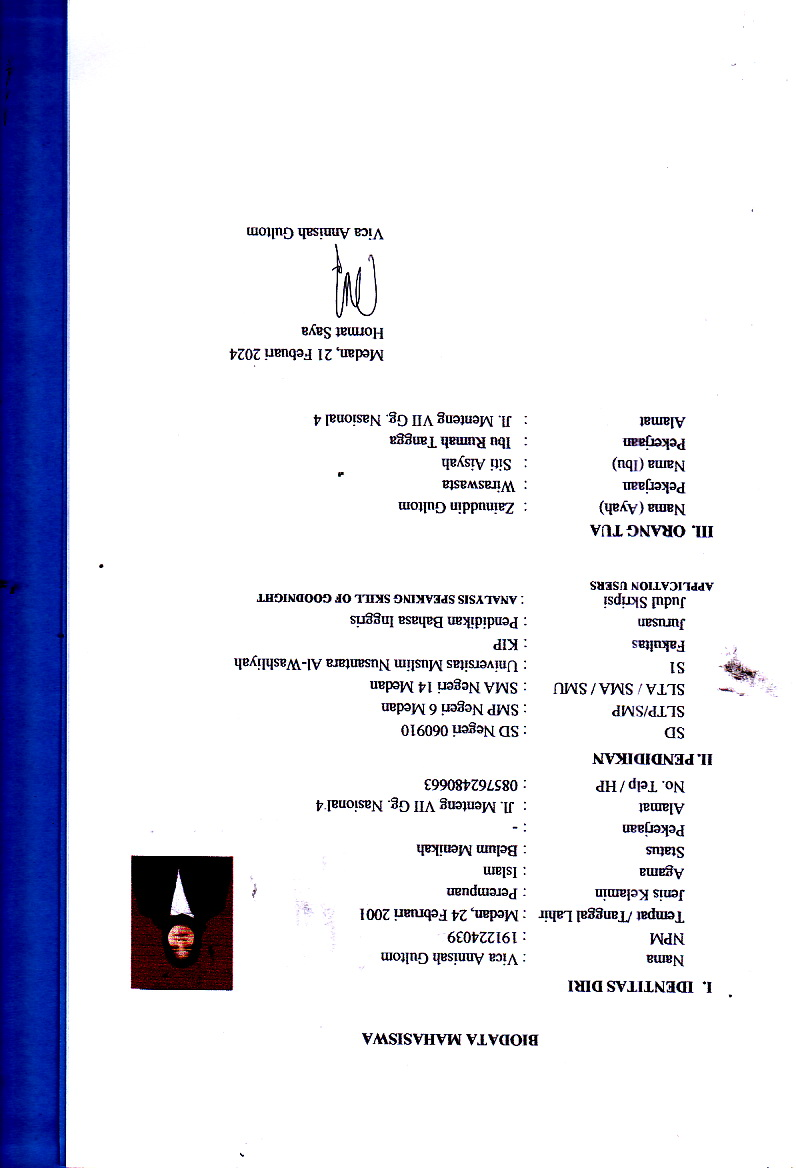 BIODATA MAHASISWA
I. IDENTITAS DIRI
Nama : Vica Annisah Gultom
NPM : 191224039
Tempat /Tanggal Lahir : Medan, 24 Februari 2001
Jenis Kelamin : Perempuan
Agama : Islam
Status : Belum Menikah
Pekerjaan : -
Alamat : Jl. Menteng VII Gg. Nasional 4
No. Telp / HP : 085762480663
II. PENDIDIKAN
SD : SD Negeri 060910
SLTP/SMP : SMP Negeri 6 Medan
SLTA / SMA / SMU : SMA Negeri 14 Medan
S1 : Universitas Muslim Nusantara Al-Washliyah
Fakultas : KIP
Jurusan : Pendidikan Bahasa Inggris
Judul Skripsi : ANALYSIS SPEAKING SKILL OF GOODNIGHT
APPLICATION USERS
III. ORANG TUA
Nama (Ayah) : Zainuddin Gultom
Pekerjaan : Wiraswasta
Nama (Ibu) : Siti Aisyah
Pekerjaan : Ibu Rumah Tangga
Alamat : Jl. Menteng VII Gg. Nasional 4
Medan, 21 Febuari 2024
Hormat Saya
Vica Annisah Gultom